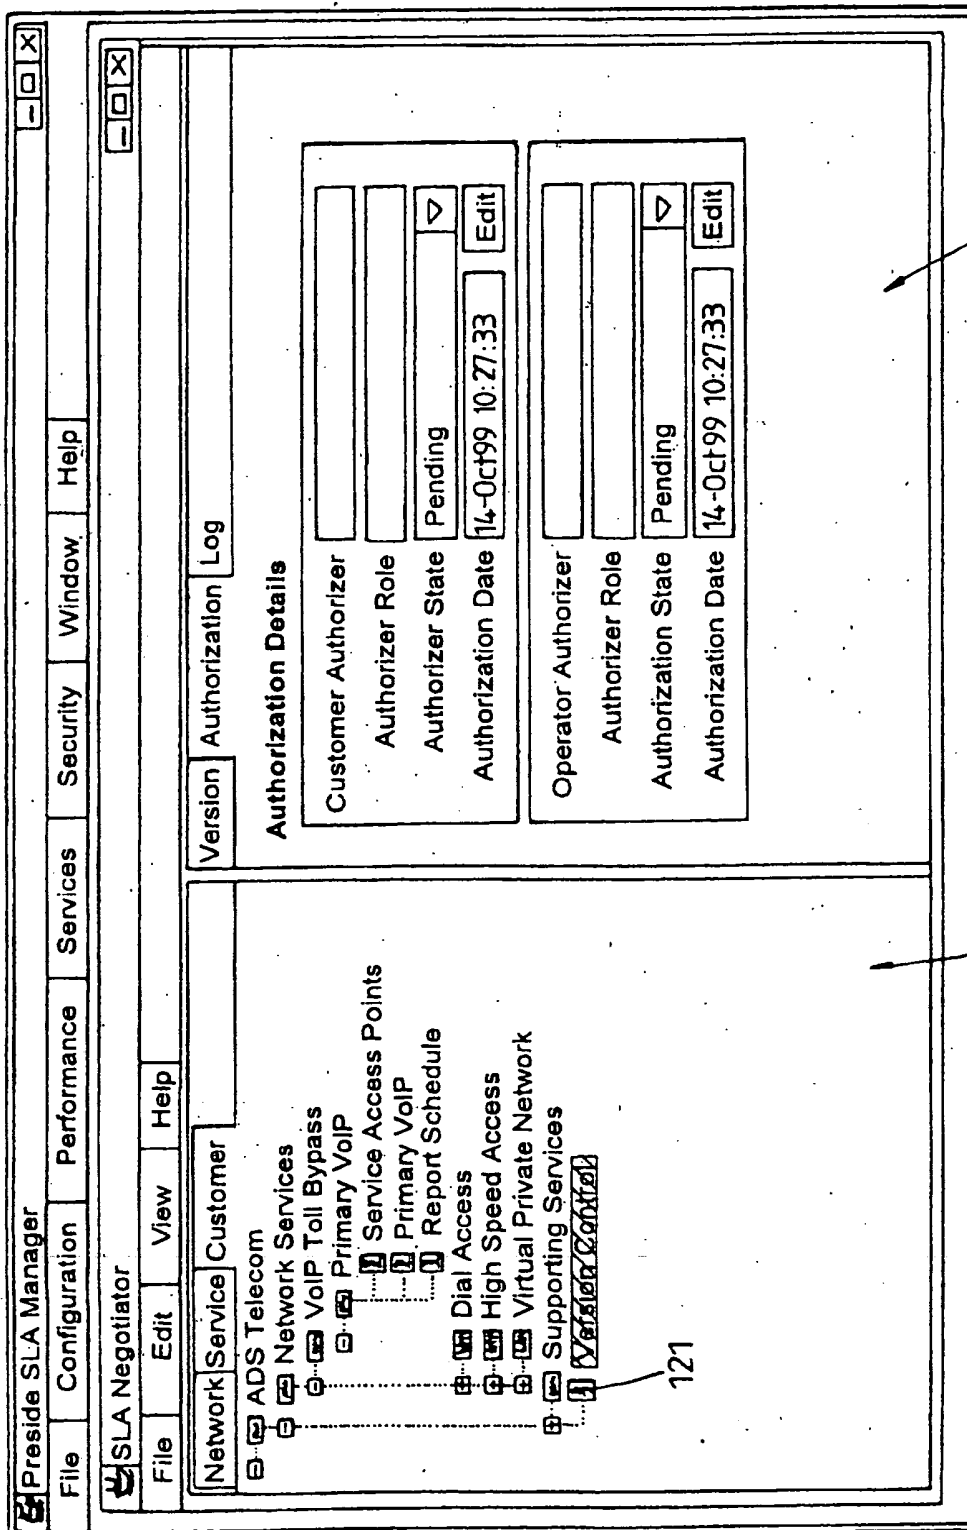 Preside SLA Manager
File Configuration Performance Services Security Window Help
SLA Negotiator
File Edit View Help
Network Service Customer
ADS Telecom
Network Services
VoIP Toll Bypass
Primary VoIP
Service Access Points
Primary VoIP
Report Schedule
Dial Access
High Speed Access
Virtual Private Network
Supporting Services
Version Control
121
Version Authorization Log
Authorization Details
Customer Authorizer
Authorizer Role
Authorizer State Pending
Authorization Date 14-Oct99 10:27:33 Edit
Operator Authorizer
Authorizer Role
Authorization State Pending
Authorization Date 14-Oct99 10:27:33 Edit